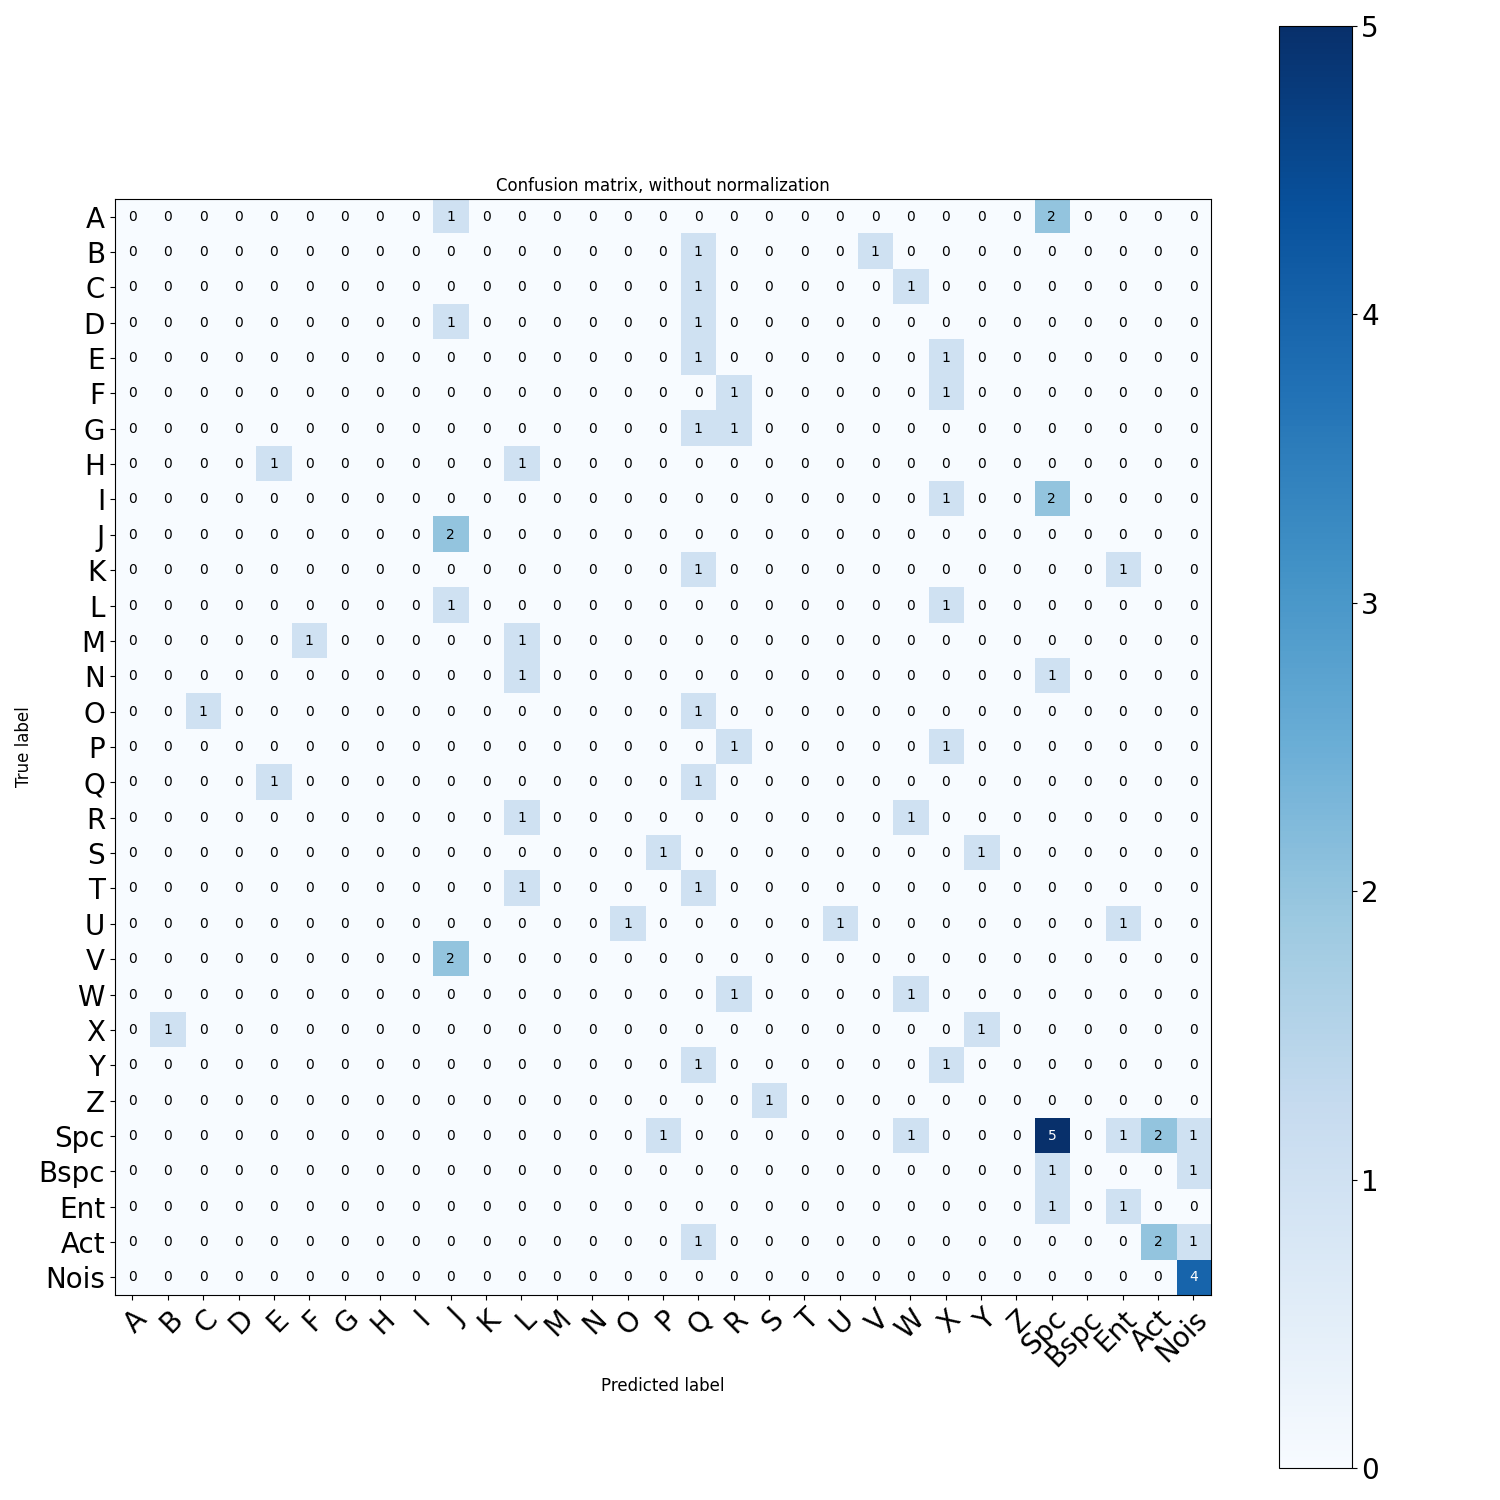 Confusion matrix, without normalization
A 0 0 0 0 0 0 0 0 0 1 0 0 0 0 0 0 0 0 0 0 0 0 0 0 0 0 2 0 0 0 0
B 0 0 0 0 0 0 0 0 0 0 0 0 0 0 0 0 1 0 0 0 0 1 0 0 0 0 0 0 0 0 0
C 0 0 0 0 0 0 0 0 0 0 0 0 0 0 0 0 1 0 0 0 0 0 1 0 0 0 0 0 0 0 0
D 0 0 0 0 0 0 0 0 0 1 0 0 0 0 0 0 1 0 0 0 0 0 0 0 0 0 0 0 0 0 0
E 0 0 0 0 0 0 0 0 0 0 0 0 0 0 0 0 1 0 0 0 0 0 0 1 0 0 0 0 0 0 0
F 0 0 0 0 0 0 0 0 0 0 0 0 0 0 0 0 0 1 0 0 0 0 0 1 0 0 0 0 0 0 0
G 0 0 0 0 0 0 0 0 0 0 0 0 0 0 0 0 1 1 0 0 0 0 0 0 0 0 0 0 0 0 0
H 0 0 0 0 1 0 0 0 0 0 0 1 0 0 0 0 0 0 0 0 0 0 0 0 0 0 0 0 0 0 0
I 0 0 0 0 0 0 0 0 0 0 0 0 0 0 0 0 0 0 0 0 0 0 0 1 0 0 2 0 0 0 0
J 0 0 0 0 0 0 0 0 0 2 0 0 0 0 0 0 0 0 0 0 0 0 0 0 0 0 0 0 0 0 0
K 0 0 0 0 0 0 0 0 0 0 0 0 0 0 0 0 1 0 0 0 0 0 0 0 0 0 0 0 1 0 0
L 0 0 0 0 0 0 0 0 0 1 0 0 0 0 0 0 0 0 0 0 0 0 0 1 0 0 0 0 0 0 0
M 0 0 0 0 0 1 0 0 0 0 0 1 0 0 0 0 0 0 0 0 0 0 0 0 0 0 0 0 0 0 0
N 0 0 0 0 0 0 0 0 0 0 0 1 0 0 0 0 0 0 0 0 0 0 0 0 0 0 1 0 0 0 0
O 0 0 1 0 0 0 0 0 0 0 0 0 0 0 0 0 1 0 0 0 0 0 0 0 0 0 0 0 0 0 0
P 0 0 0 0 0 0 0 0 0 0 0 0 0 0 0 0 0 1 0 0 0 0 0 1 0 0 0 0 0 0 0
Q 0 0 0 0 1 0 0 0 0 0 0 0 0 0 0 0 1 0 0 0 0 0 0 0 0 0 0 0 0 0 0
R 0 0 0 0 0 0 0 0 0 0 0 1 0 0 0 0 0 0 0 0 0 0 1 0 0 0 0 0 0 0 0
S 0 0 0 0 0 0 0 0 0 0 0 0 0 0 0 1 0 0 0 0 0 0 0 0 1 0 0 0 0 0 0
T 0 0 0 0 0 0 0 0 0 0 0 1 0 0 0 0 1 0 0 0 0 0 0 0 0 0 0 0 0 0 0
U 0 0 0 0 0 0 0 0 0 0 0 0 0 0 1 0 0 0 0 0 1 0 0 0 0 0 0 0 1 0 0
V 0 0 0 0 0 0 0 0 0 2 0 0 0 0 0 0 0 0 0 0 0 0 0 0 0 0 0 0 0 0 0
W 0 0 0 0 0 0 0 0 0 0 0 0 0 0 0 0 0 1 0 0 0 0 1 0 0 0 0 0 0 0 0
X 0 1 0 0 0 0 0 0 0 0 0 0 0 0 0 0 0 0 0 0 0 0 0 0 1 0 0 0 0 0 0
Y 0 0 0 0 0 0 0 0 0 0 0 0 0 0 0 0 1 0 0 0 0 0 0 1 0 0 0 0 0 0 0
Z 0 0 0 0 0 0 0 0 0 0 0 0 0 0 0 0 0 0 1 0 0 0 0 0 0 0 0 0 0 0 0
Spc 0 0 0 0 0 0 0 0 0 0 0 0 0 0 0 1 0 0 0 0 0 0 1 0 0 0 5 0 1 2 1
Bspc 0 0 0 0 0 0 0 0 0 0 0 0 0 0 0 0 0 0 0 0 0 0 0 0 0 0 1 0 0 0 1
Ent 0 0 0 0 0 0 0 0 0 0 0 0 0 0 0 0 0 0 0 0 0 0 0 0 0 0 1 0 1 0 0
Act 0 0 0 0 0 0 0 0 0 0 0 0 0 0 0 0 1 0 0 0 0 0 0 0 0 0 0 0 0 2 1
Nois 0 0 0 0 0 0 0 0 0 0 0 0 0 0 0 0 0 0 0 0 0 0 0 0 0 0 0 0 0 0 4
A B C D E F G H I J K L M N O P Q R S T U V W X Y Z Spc Bspc Ent Act Nois
True label
Predicted label
5
4
3
2
1
0